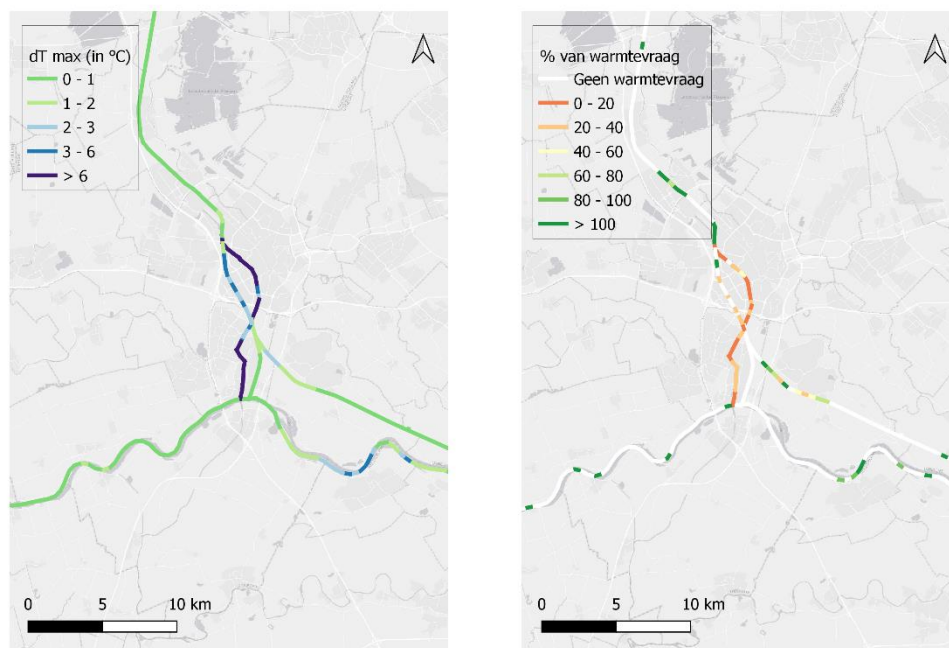 dT max (in °C)
0 - 1
1 - 2
2 - 3
3 - 6
> 6
0
5
10 km
% van warmtevraag
Geen warmtevraag
0 - 20
20 - 40
40 - 60
60 - 80
80 - 100
> 100
0
5
10 km